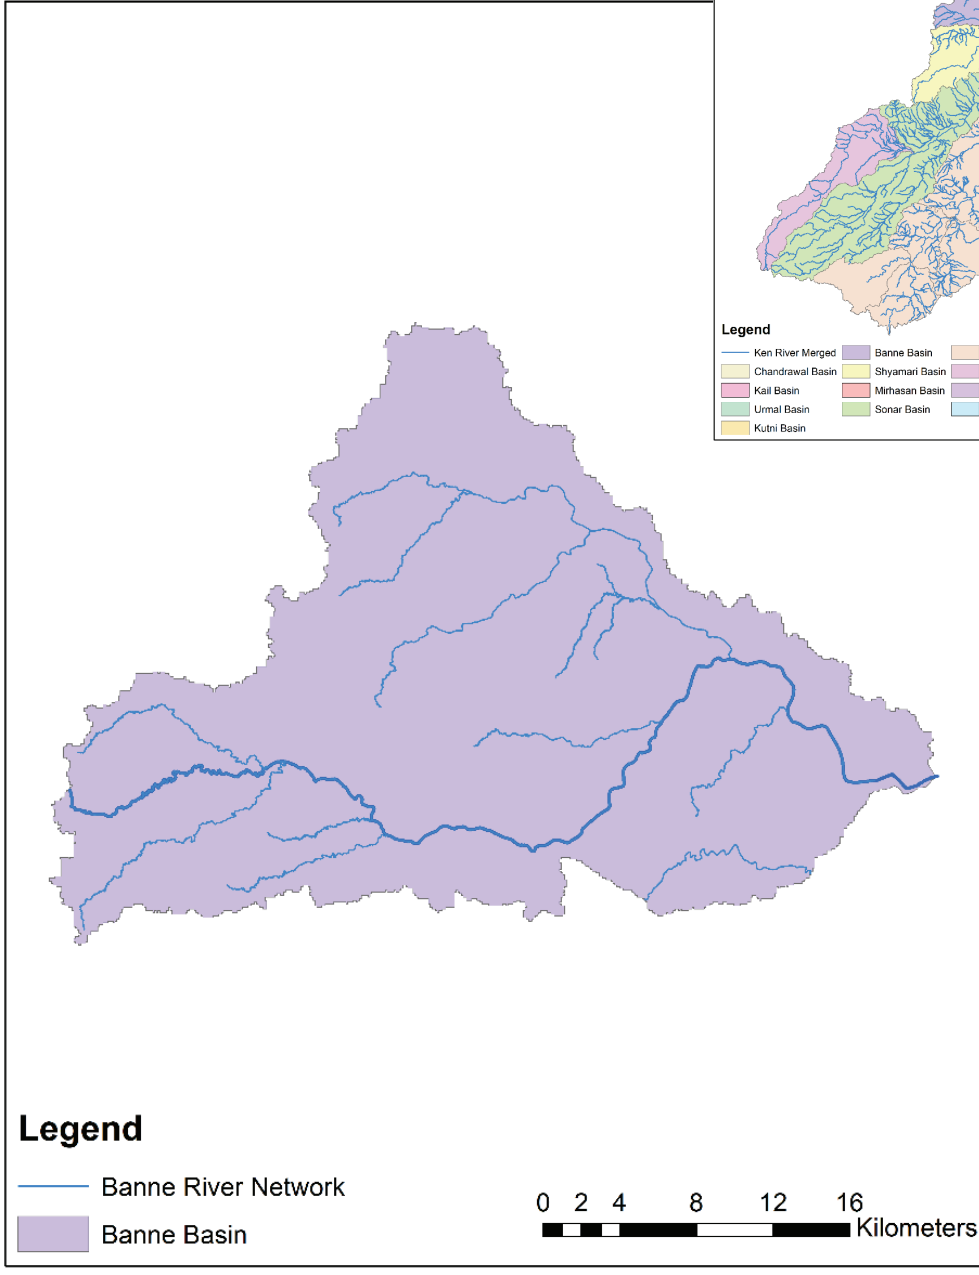 Legend
Ken River Merged
Banne Basin
Chandrawal Basin
Shyamari Basin
Kail Basin
Mirhasan Basin
Urmal Basin
Sonar Basin
Kutni Basin
Legend
Banne River Network
Banne Basin
0 2 4 8 12 16
Kilometers